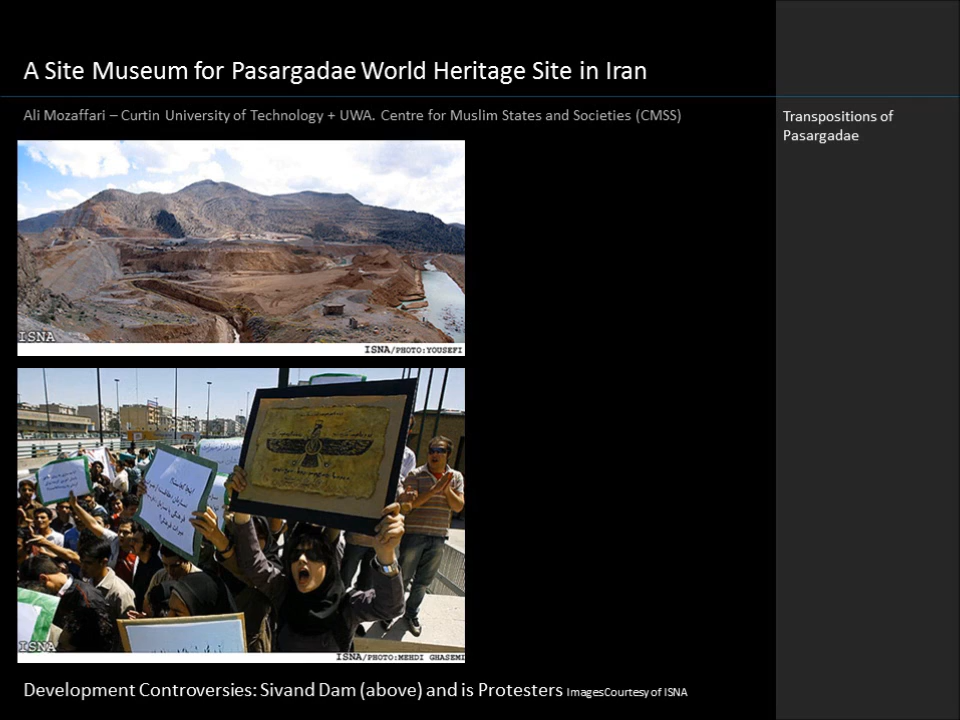 A Site Museum for Pasargadae World Heritage Site in Iran
Ali Mozaffari – Curtin University of Technology + UWA. Centre for Muslim States and Societies (CMSS)
Transpositions of
Pasargadae
ISNA
ISNA/PHOTO:YOUSEFI
ISNA
ISNA/PHOTO:MEHDI GHASEMI
Development Controversies: Sivand Dam (above) and is Protesters ImagesCourtesy of ISNA